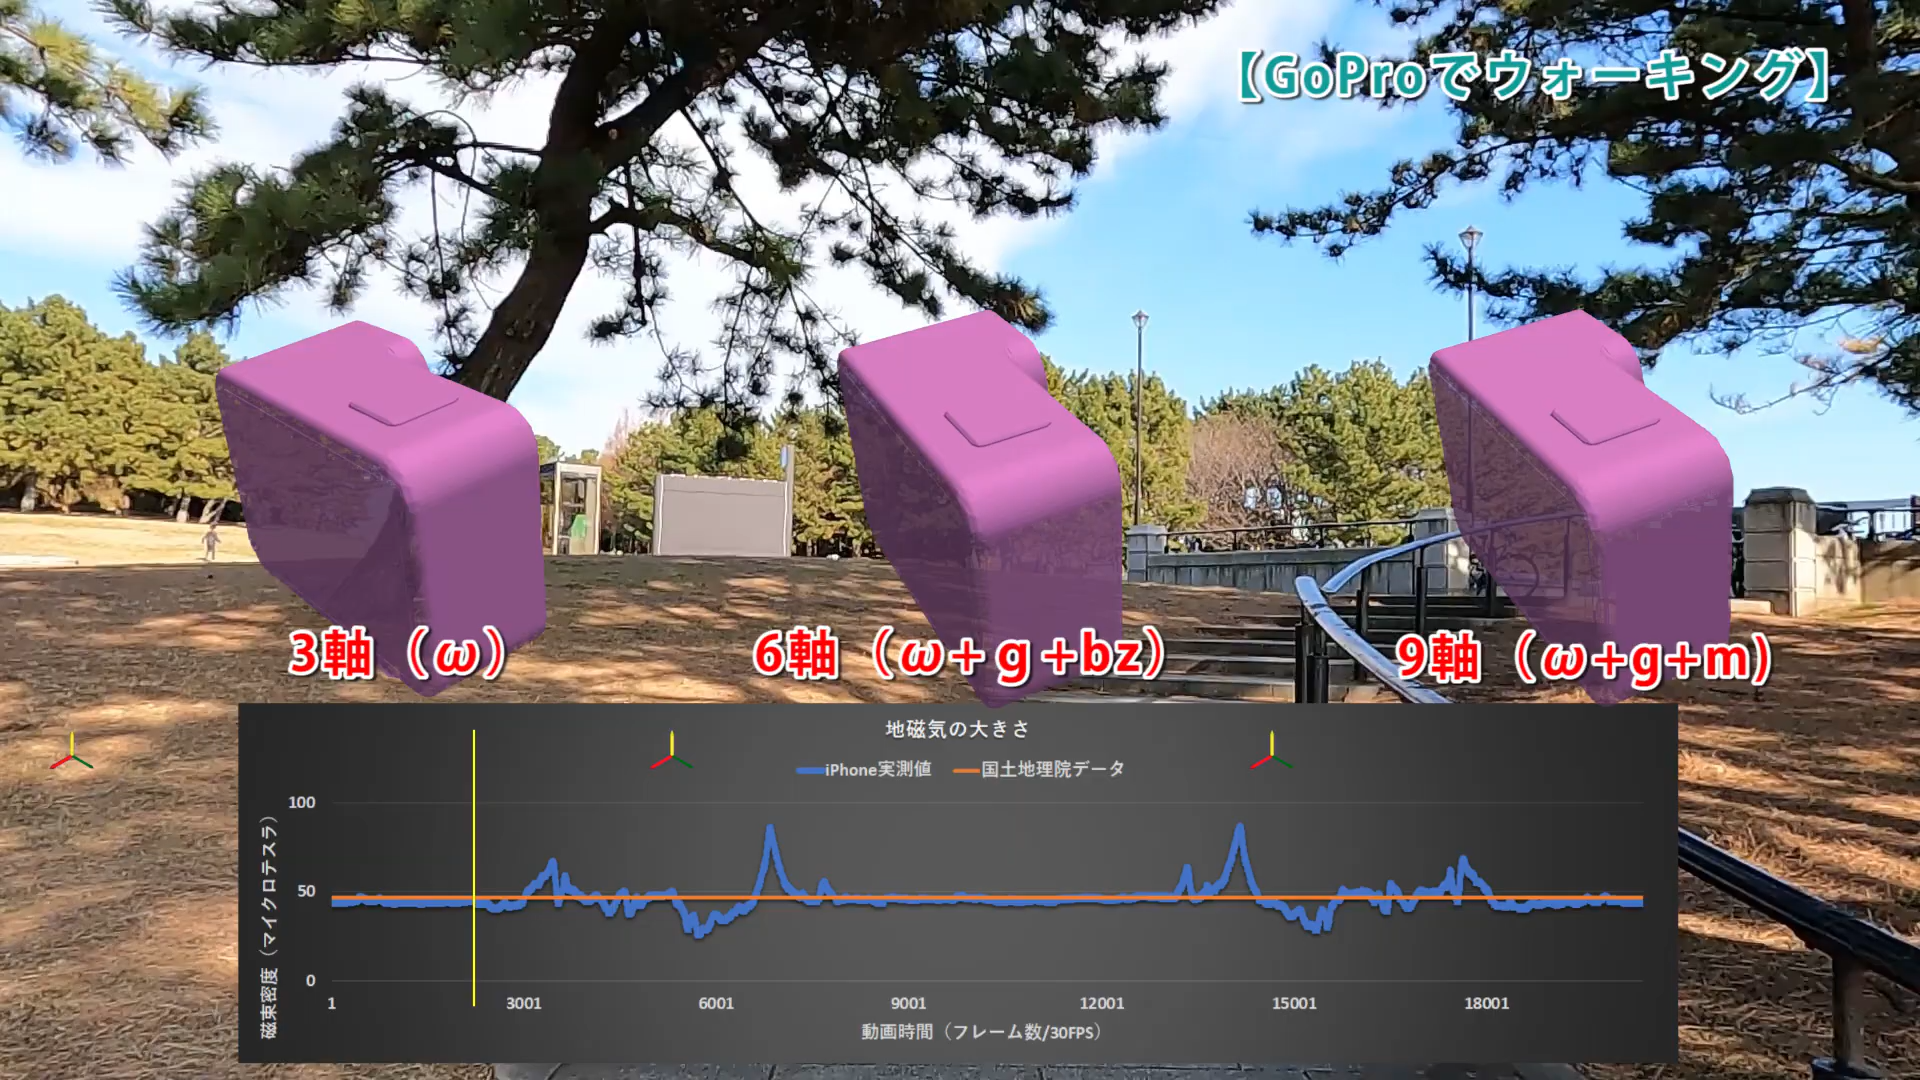 【GoProでウォーキング】
3軸（ω）
6軸（ω+g+bz）
9軸（ω+g+m)
地磁気の大きさ
iPhone実測値 国土地理院データ
磁束密度（マイクロテスラ）
100
50
0
1 3001 6001 9001 12001 15001 18001
動画時間（フレーム数/30FPS）